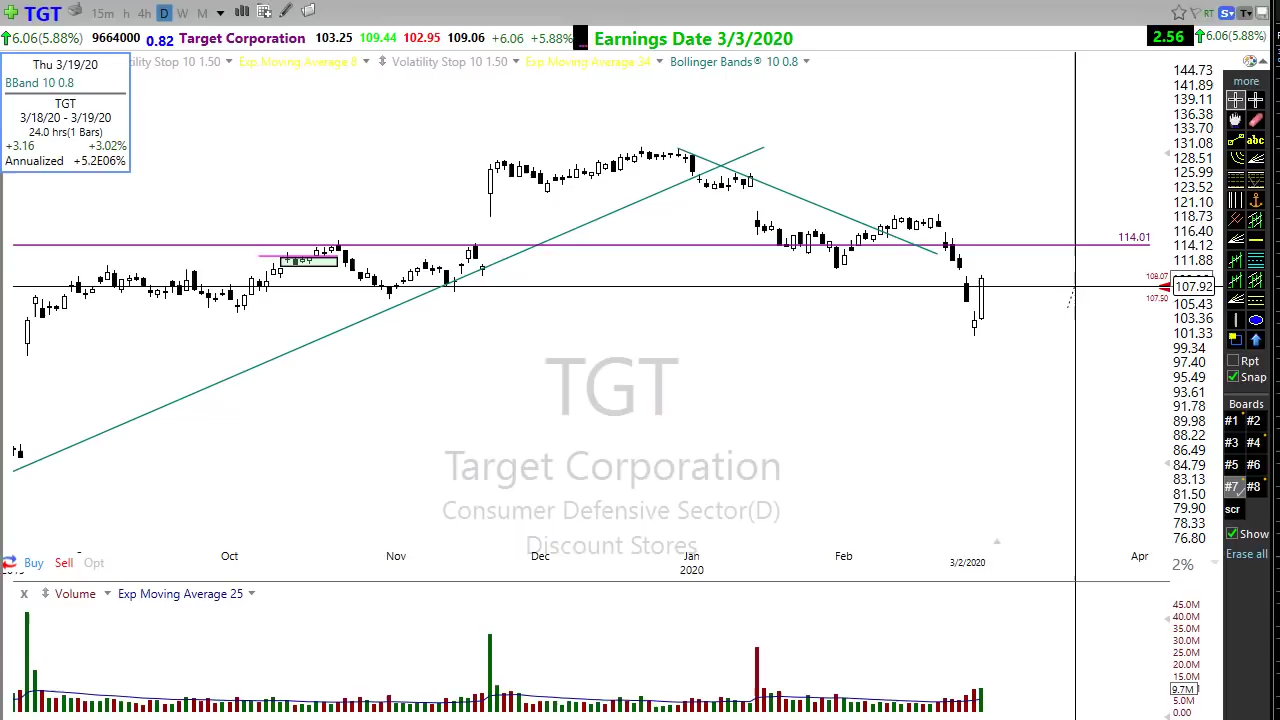 TGT 15m h 4h D W M RT S T
6.06(5.88%) 9664000 0.82 Target Corporation 103.25 109.44 102.95 109.06 +6.06 +5.88% Earnings Date 3/3/2020 2.56 6.06(5.88%)
Thu 3/19/20
BBand 10 0.8
TGT
3/18/20 - 3/19/20
24.0 hrs(1 Bars)
+3.16 +3.02%
Annualized +5.2E06%
ility Stop 10 1.50 Exp Moving Average 8 Volatility Stop 10 1.50 Exp Moving Average 34 Bollinger Bands® 10 0.8
144.73
141.89
139.11
136.38
133.70
131.08
128.51
125.99
123.52
121.10
118.73
116.40
114.01
114.12
111.88
108.07
107.92
107.50
105.43
103.36
101.33
99.34
97.40
95.49
93.61
91.78
89.98
88.22
86.49
84.79
83.13
81.50
79.90
78.33
76.80
TGT
Target Corporation
Consumer Defensive Sector(D)
Discount Stores
Oct Nov Dec Jan Feb Apr
2020 3/2/2020
Buy Sell Opt
2%
x Volume Exp Moving Average 25
45.0M
40.0M
35.0M
30.0M
25.0M
20.0M
15.0M
9.7M
5.0M
0.00
more
abc
Rpt
Snap
Boards
#1 #2
#3 #4
#5 #6
#7 #8
scr
Show
Erase all